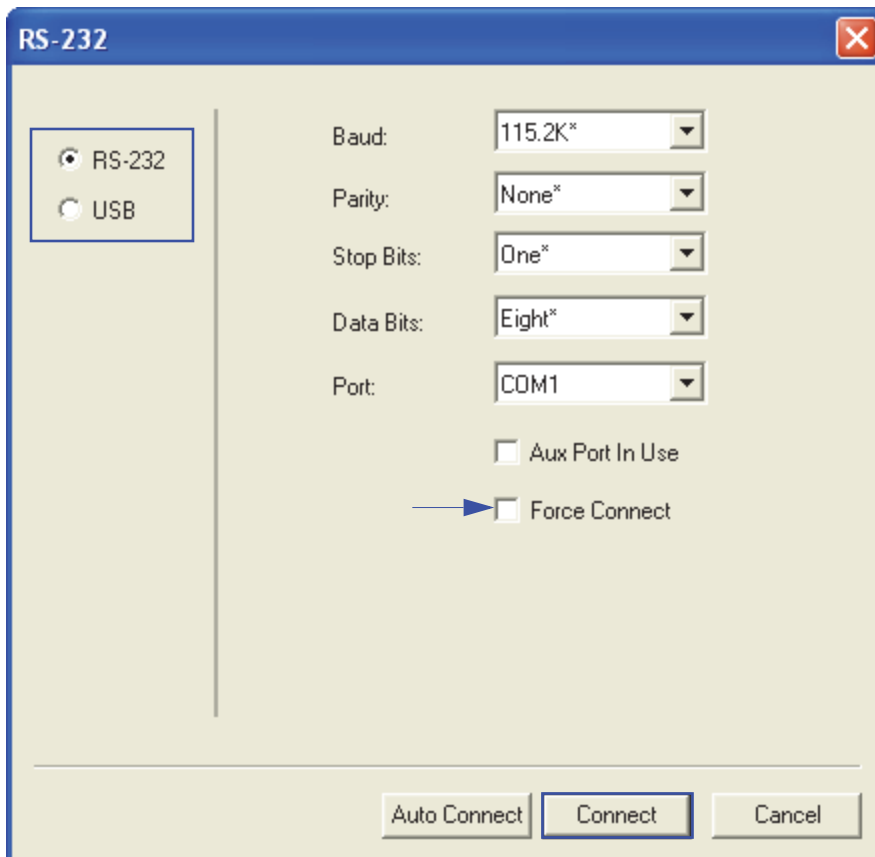 RS-232
RS-232
USB
Baud: 115.2K*
Parity: None*
Stop Bits: One*
Data Bits: Eight*
Port: COM1
Aux Port In Use
Force Connect
Auto Connect Connect Cancel